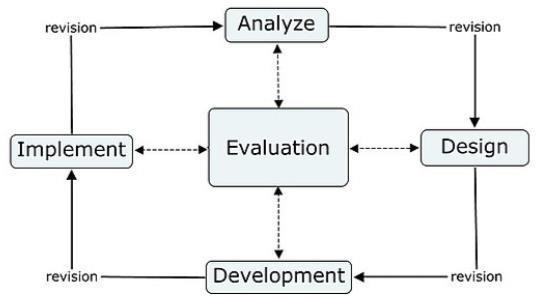 revision
Analyze
revision
Implement
Evaluation
Design
revision
Development
revision